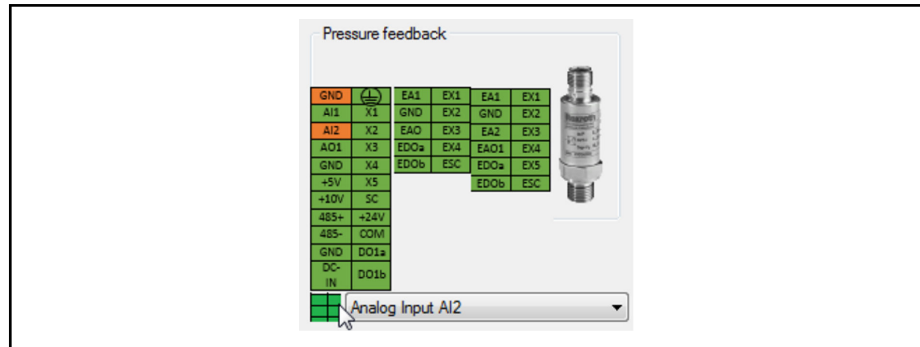 Pressure feedback
GND EA1 EX1 EA1 EX1
AI1 X1 GND EX2 GND EX2
AI2 X2 EAO EX3 EA2 EX3
AO1 X3 EDOa EX4 EAO1 EX4
GND X4 EDOb ESC EDOa EX5
+5V X5 EDOb ESC
+10V SC
485+ +24V
485- COM
GND DO1a
DC-
IN DO1b
Analog Input AI2